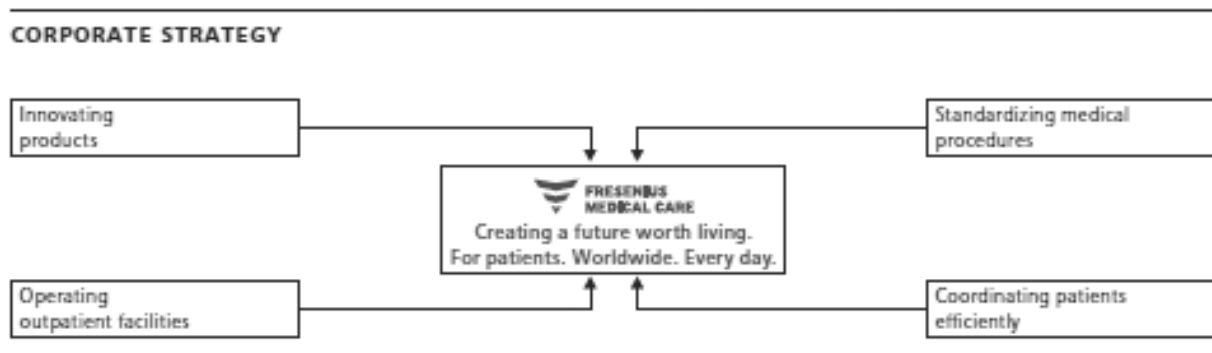 CORPORATE STRATEGY
Innovating
products
Standardizing medical
procedures
FRESENIUS
MEDICAL CARE
Creating a future worth living.
For patients. Worldwide. Every day.
Operating
outpatient facilities
Coordinating patients
efficiently